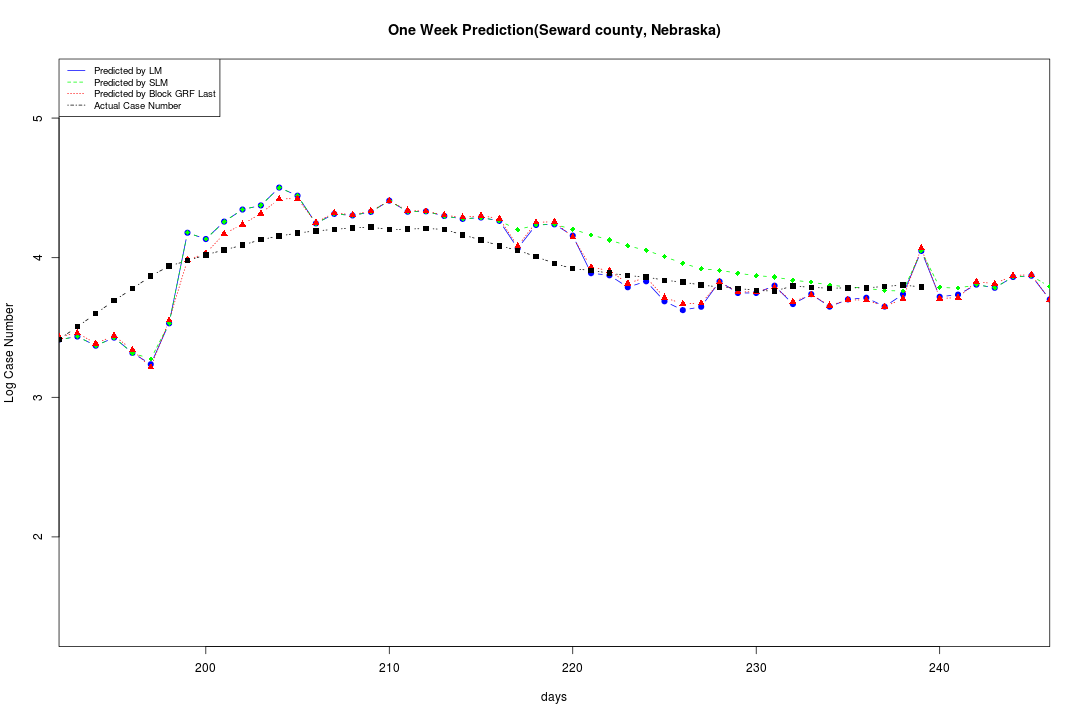 One Week Prediction(Seward county, Nebraska)
Predicted by LM
Predicted by SLM
Predicted by Block GRF Last
Actual Case Number
5
4
3
2
Log Case Number
200 210 220 230 240
days